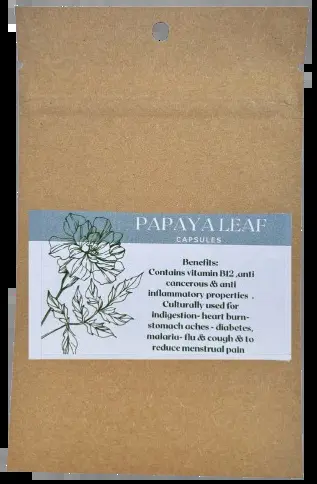 PAPAYA LEAF
CAPSULES
Benefits:
Contains vitamin B12 ,anti
cancerous & anti
inflammatory properties .
Culturally used for
indigestion- heart burn-
stomach aches - diabetes,
malaria- flu & cough & to
reduce menstrual pain